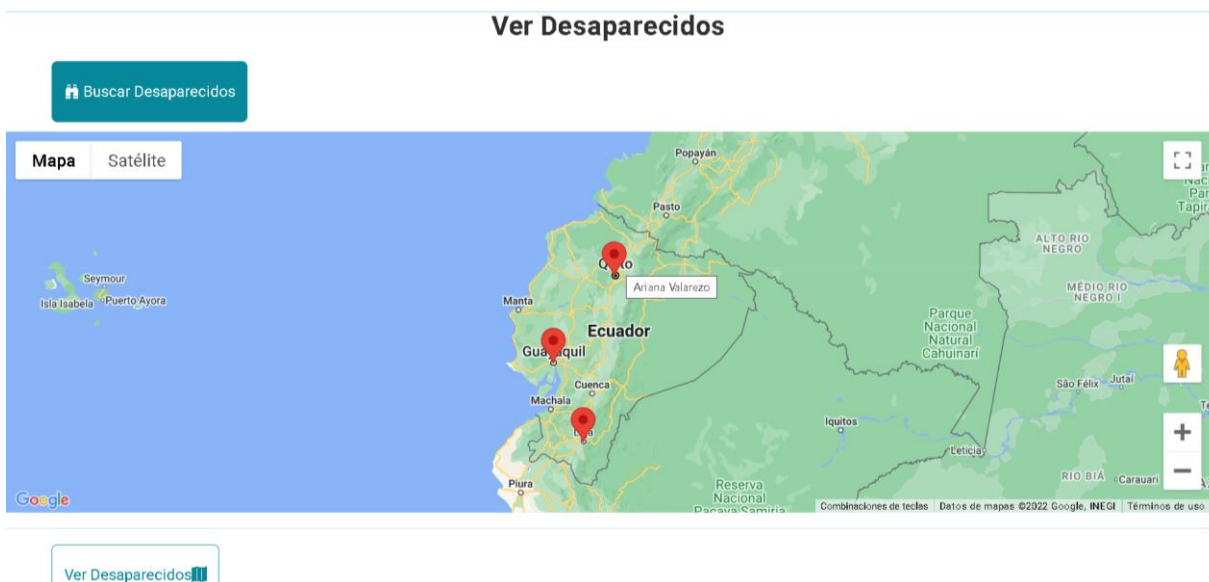 Ver Desaparecidos
Buscar Desaparecidos
Mapa Satélite
Popayán
Pasto
ALTO RIO
NEGRO
Seymour
Isla Isabela
Puerto Ayora
Ariana Valarezo
MÉDIO RIO
NEGRO I
Manta
Ecuador
Parque
Nacional
Natural
Cahuinarí
Cuenca
São Félix
Jutaí
Machala
Iquitos
Leticia
Piura
Reserva
Nacional
Pacaya Samiria
RIO BIÁ
Carauari
Google
Combinaciones de teclas Datos de mapas ©2022 Google, INEGI Términos de uso
Ver Desaparecidos